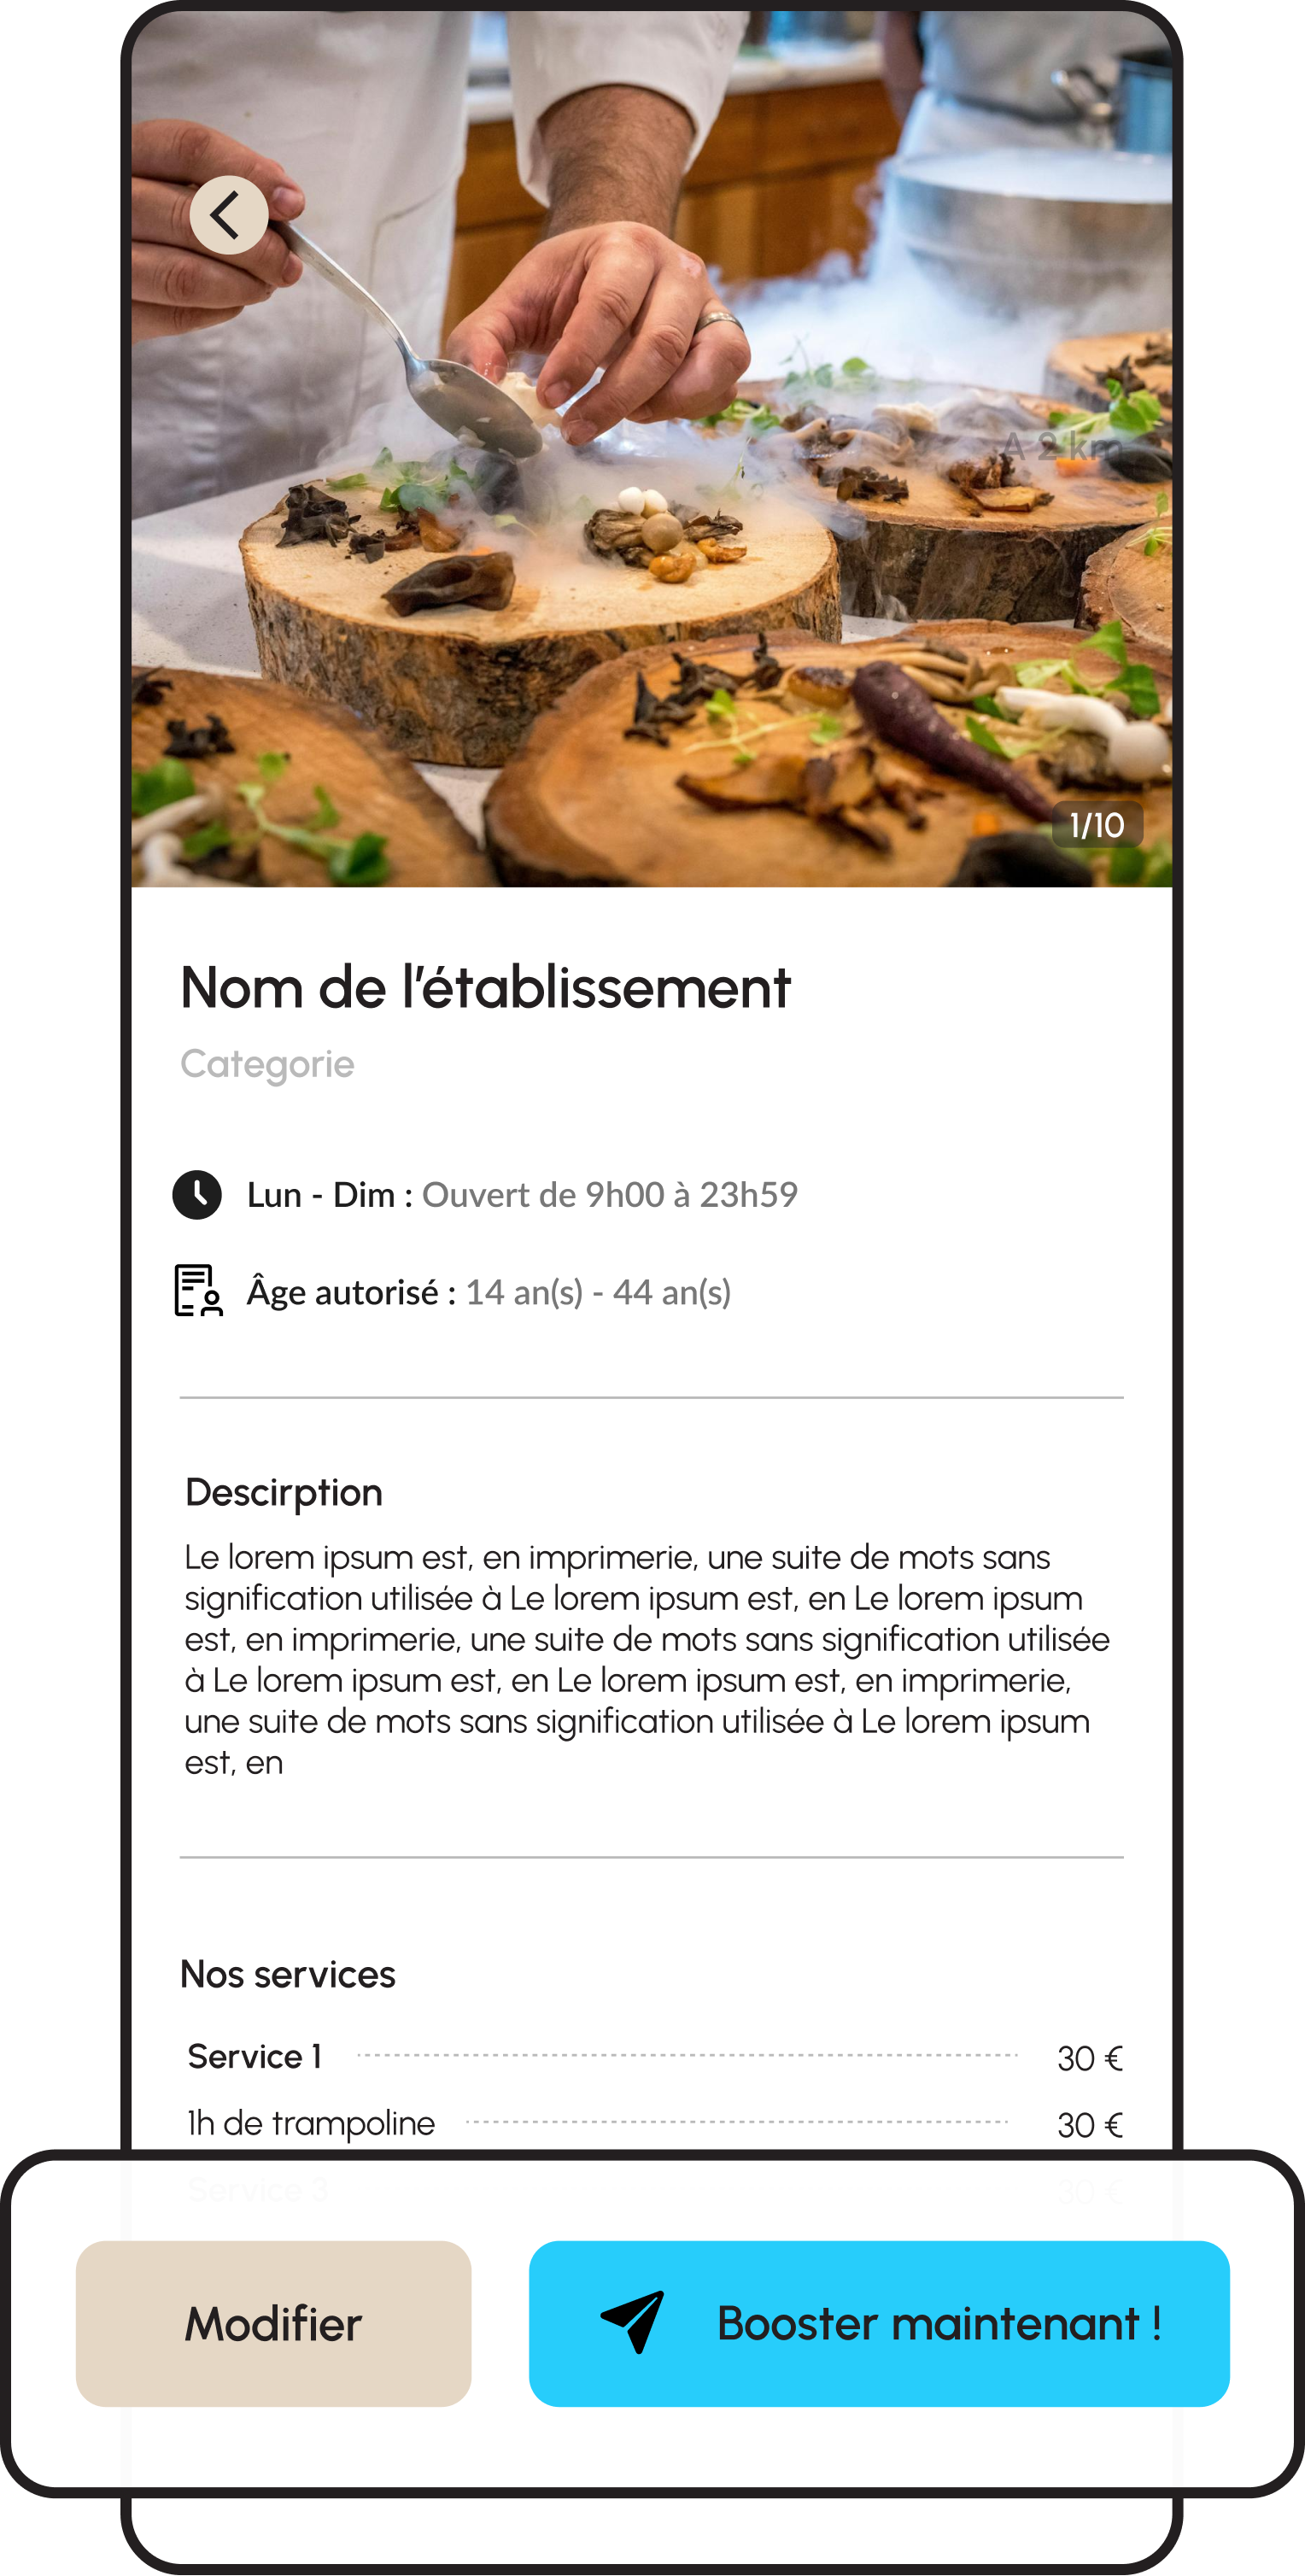 A 2 km
1/10
Nom de l’établissement
Categorie
Lun - Dim : Ouvert de 9h00 à 23h59
Âge autorisé : 14 an(s) - 44 an(s)
Descirption
Le lorem ipsum est, en imprimerie, une suite de mots sans
signification utilisée à Le lorem ipsum est, en Le lorem ipsum
est, en imprimerie, une suite de mots sans signification utilisée
à Le lorem ipsum est, en Le lorem ipsum est, en imprimerie,
une suite de mots sans signification utilisée à Le lorem ipsum
est, en
Nos services
Service 1 30 €
1h de trampoline 30 €
Service 3 30 €
Modifier Booster maintenant !